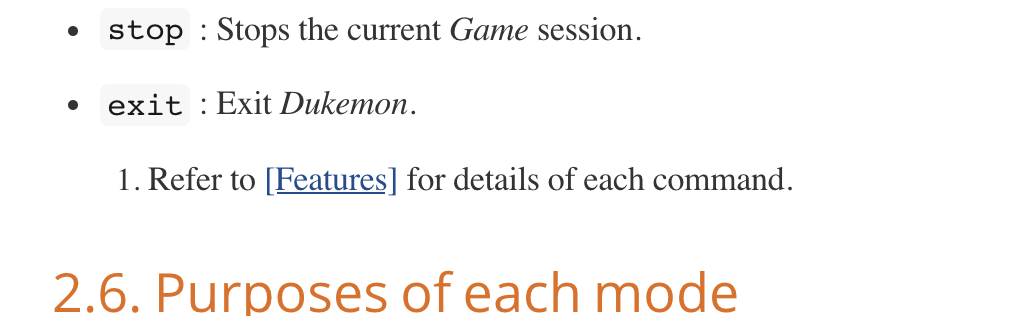 • stop : Stops the current Game session.
• exit : Exit Dukemon.
1. Refer to [Features] for details of each command.
2.6. Purposes of each mode